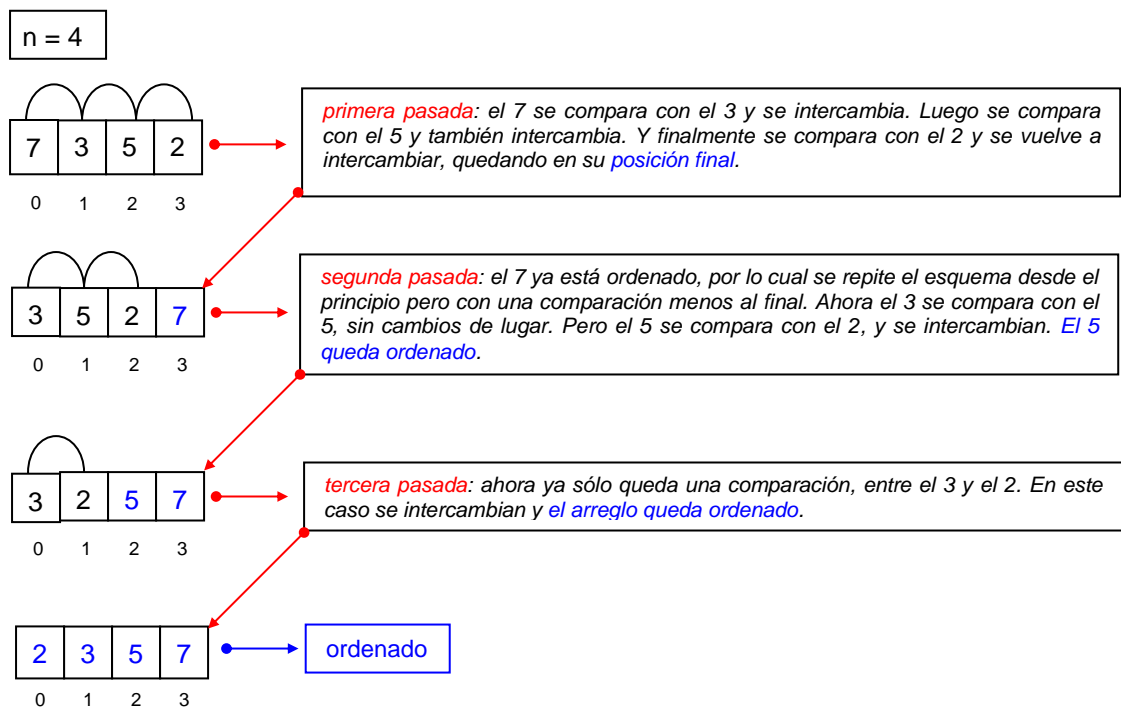 n = 4
7 3 5 2
0 1 2 3
primera pasada: el 7 se compara con el 3 y se intercambia. Luego se compara
con el 5 y también intercambia. Y finalmente se compara con el 2 y se vuelve a
intercambiar, quedando en su posición final.
3 5 2 7
0 1 2 3
segunda pasada: el 7 ya está ordenado, por lo cual se repite el esquema desde el
principio pero con una comparación menos al final. Ahora el 3 se compara con el
5, sin cambios de lugar. Pero el 5 se compara con el 2, y se intercambian. El 5
queda ordenado.
3 2 5 7
0 1 2 3
tercera pasada: ahora ya sólo queda una comparación, entre el 3 y el 2. En este
caso se intercambian y el arreglo queda ordenado.
2 3 5 7
0 1 2 3
ordenado